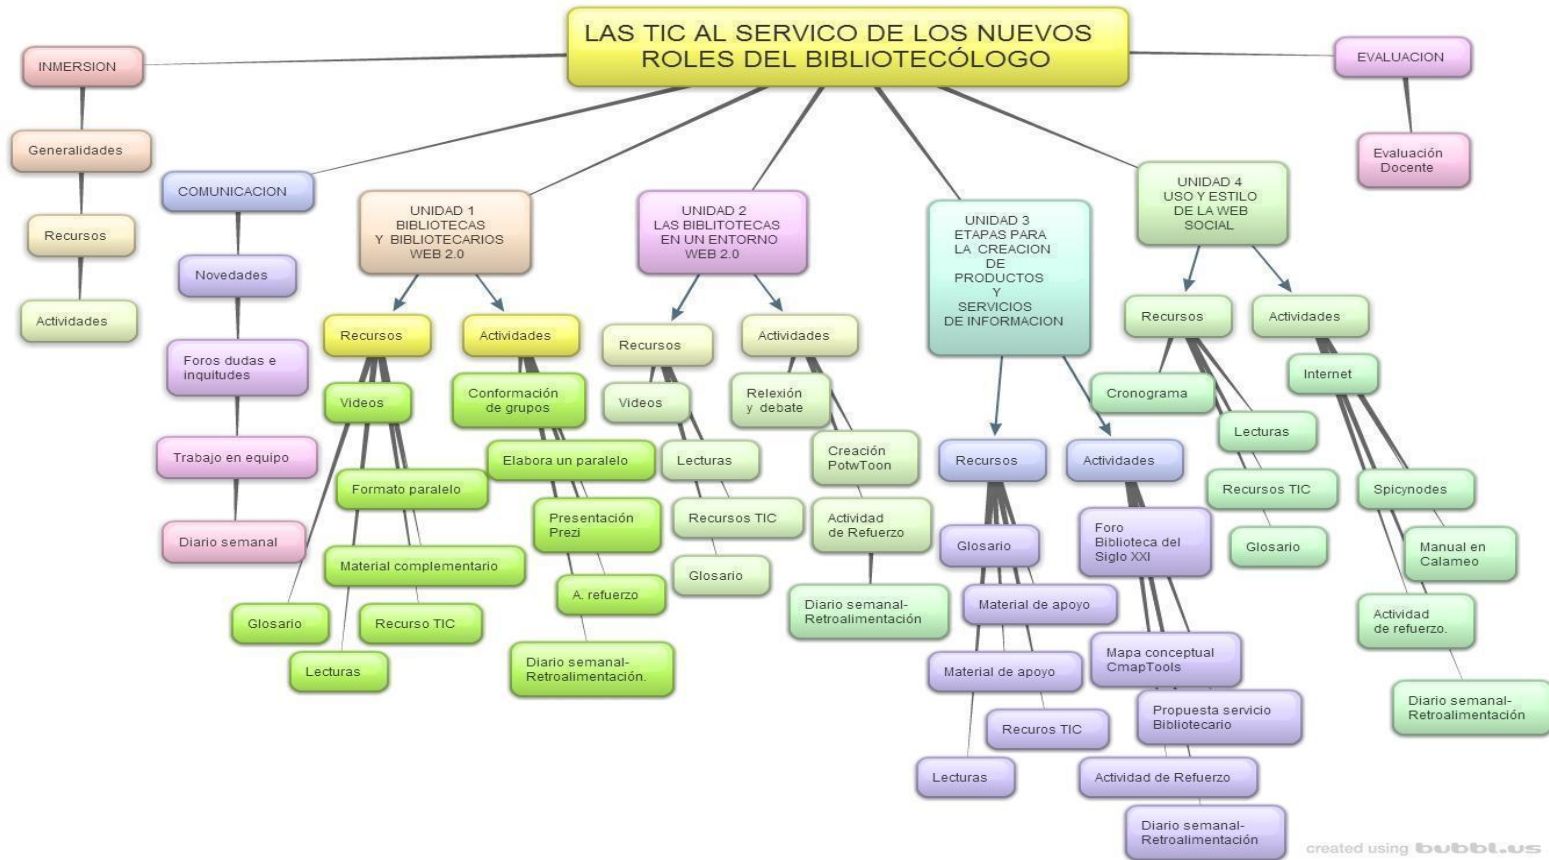 LAS TIC AL SERVICO DE LOS NUEVOS
ROLES DEL BIBLIOTECÓLOGO
INMERSION
Generalidades
Recursos
Actividades
COMUNICACION
Novedades
Foros dudas e
inquitudes
Trabajo en equipo
Diario semanal
UNIDAD 1
BIBLIOTECAS
Y BIBLIOTECARIOS
WEB 2.0
Recursos
Videos
Formato paralelo
Material complementario
Recurso TIC
Glosario
Lecturas
Actividades
Conformación
de grupos
Elabora un paralelo
Presentación
Prezi
A. refuerzo
Diario semanal-
Retroalimentación.
UNIDAD 2
LAS BIBLITOTECAS
EN UN ENTORNO
WEB 2.0
Recursos
Videos
Lecturas
Recursos TIC
Glosario
Actividades
Relexión
y debate
Creación
PotwToon
Actividad
de Refuerzo
Diario semanal-
Retroalimentación
UNIDAD 3
ETAPAS PARA
LA CREACION
DE
PRODUCTOS
Y
SERVICIOS
DE INFORMACION
Recursos
Glosario
Material de apoyo
Material de apoyo
Recuros TIC
Lecturas
Actividades
Foro
Biblioteca del
Siglo XXI
Mapa conceptual
CmapTools
Propuesta servicio
Bibliotecario
Actividad de Refuerzo
Diario semanal-
Retroalimentación
UNIDAD 4
USO Y ESTILO
DE LA WEB
SOCIAL
Recursos
Cronograma
Lecturas
Recursos TIC
Glosario
Actividades
Internet
Spicynodes
Manual en
Calameo
Actividad
de refuerzo.
Diario semanal-
Retroalimentación
EVALUACION
Evaluación
Docente
created using bubbl.us